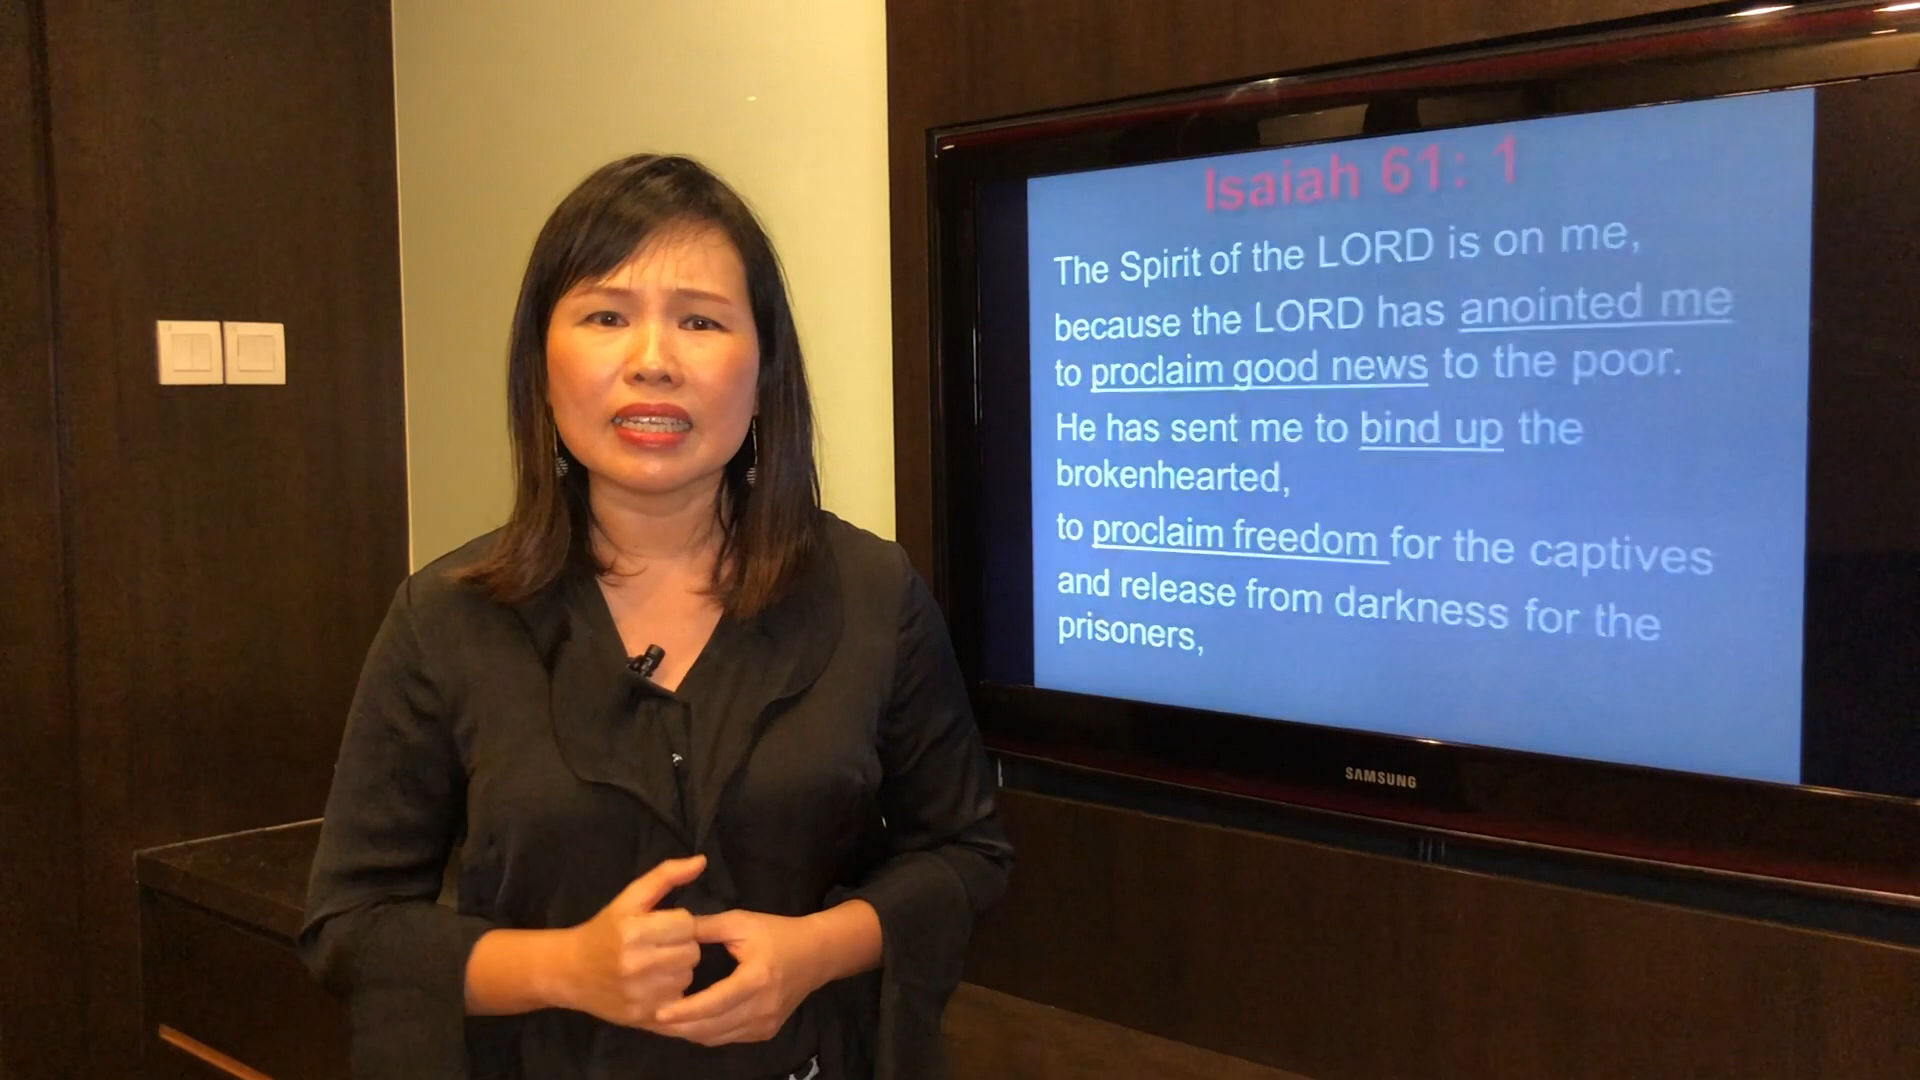 Isaiah 61: 1
The Spirit of the LORD is on me,
because the LORD has anointed me
to proclaim good news to the poor.
He has sent me to bind up the
brokenhearted,
to proclaim freedom for the captives
and release from darkness for the
prisoners,
SAMSUNG